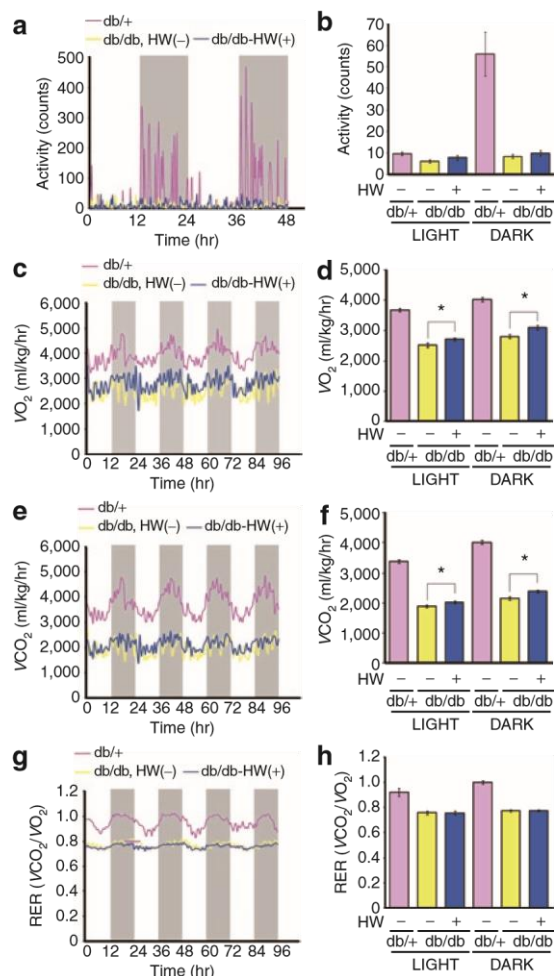 a
db/+
db/db, HW(−) db/db-HW(+)
Activity (counts)
500
400
300
200
100
0
0 12 24 36 48
Time (hr)
b
Activity (counts)
70
60
50
40
30
20
10
0
HW − − + − − +
db/+ db/db db/+ db/db
LIGHT DARK
c
db/+
db/db, HW(−) db/db-HW(+)
VO2 (ml/kg/hr)
6,000
5,000
4,000
3,000
2,000
1,000
0
0 12 24 36 48 60 72 84 96
Time (hr)
d
VO2 (ml/kg/hr)
5,000
4,000
3,000
2,000
1,000
0
* *
HW − − + − − +
db/+ db/db db/+ db/db
LIGHT DARK
e
db/+
db/db, HW(−) db/db-HW(+)
VCO2 (ml/kg/hr)
6,000
5,000
4,000
3,000
2,000
1,000
0
0 12 24 36 48 60 72 84 96
Time (hr)
f
VCO2 (ml/kg/hr)
5,000
4,000
3,000
2,000
1,000
0
* *
HW − − + − − +
db/+ db/db db/+ db/db
LIGHT DARK
g
db/+
db/db, HW(−) db/db-HW(+)
RER (VCO2/VO2)
1.2
1.0
0.8
0.6
0.4
0.2
0
0 12 24 36 48 60 72 84 96
Time (hr)
h
RER (VCO2/VO2)
1.2
1.0
0.8
0.6
0.4
0.2
0
HW − − + − − +
db/+ db/db db/+ db/db
LIGHT DARK